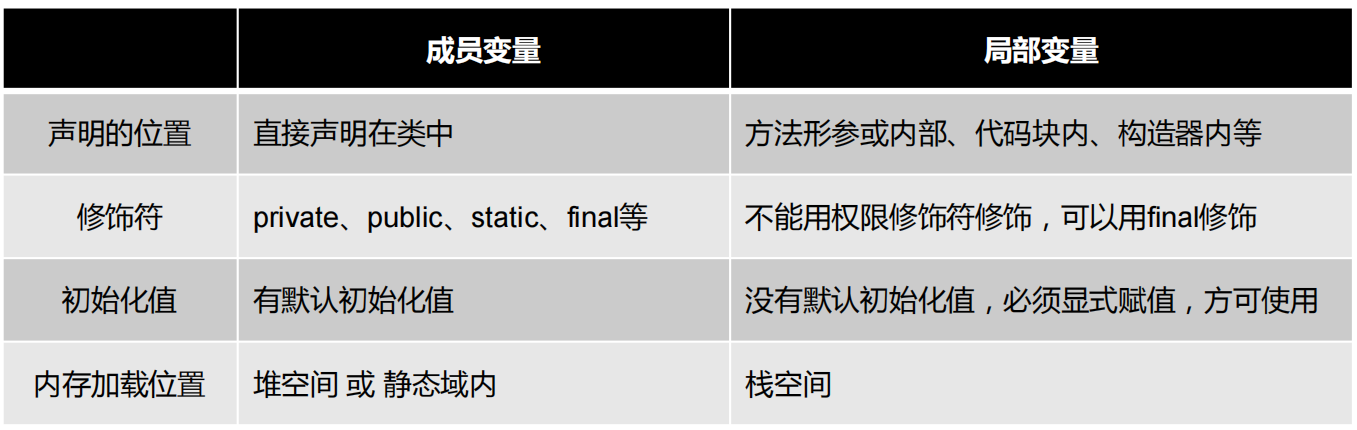 成员变量 局部变量
声明的位置 直接声明在类中 方法形参或内部、代码块内、构造器内等
修饰符 private、public、static、final等 不能用权限修饰符修饰，可以用final修饰
初始化值 有默认初始化值 没有默认初始化值，必须显式赋值，方可使用
内存加载位置 堆空间 或 静态域内 栈空间